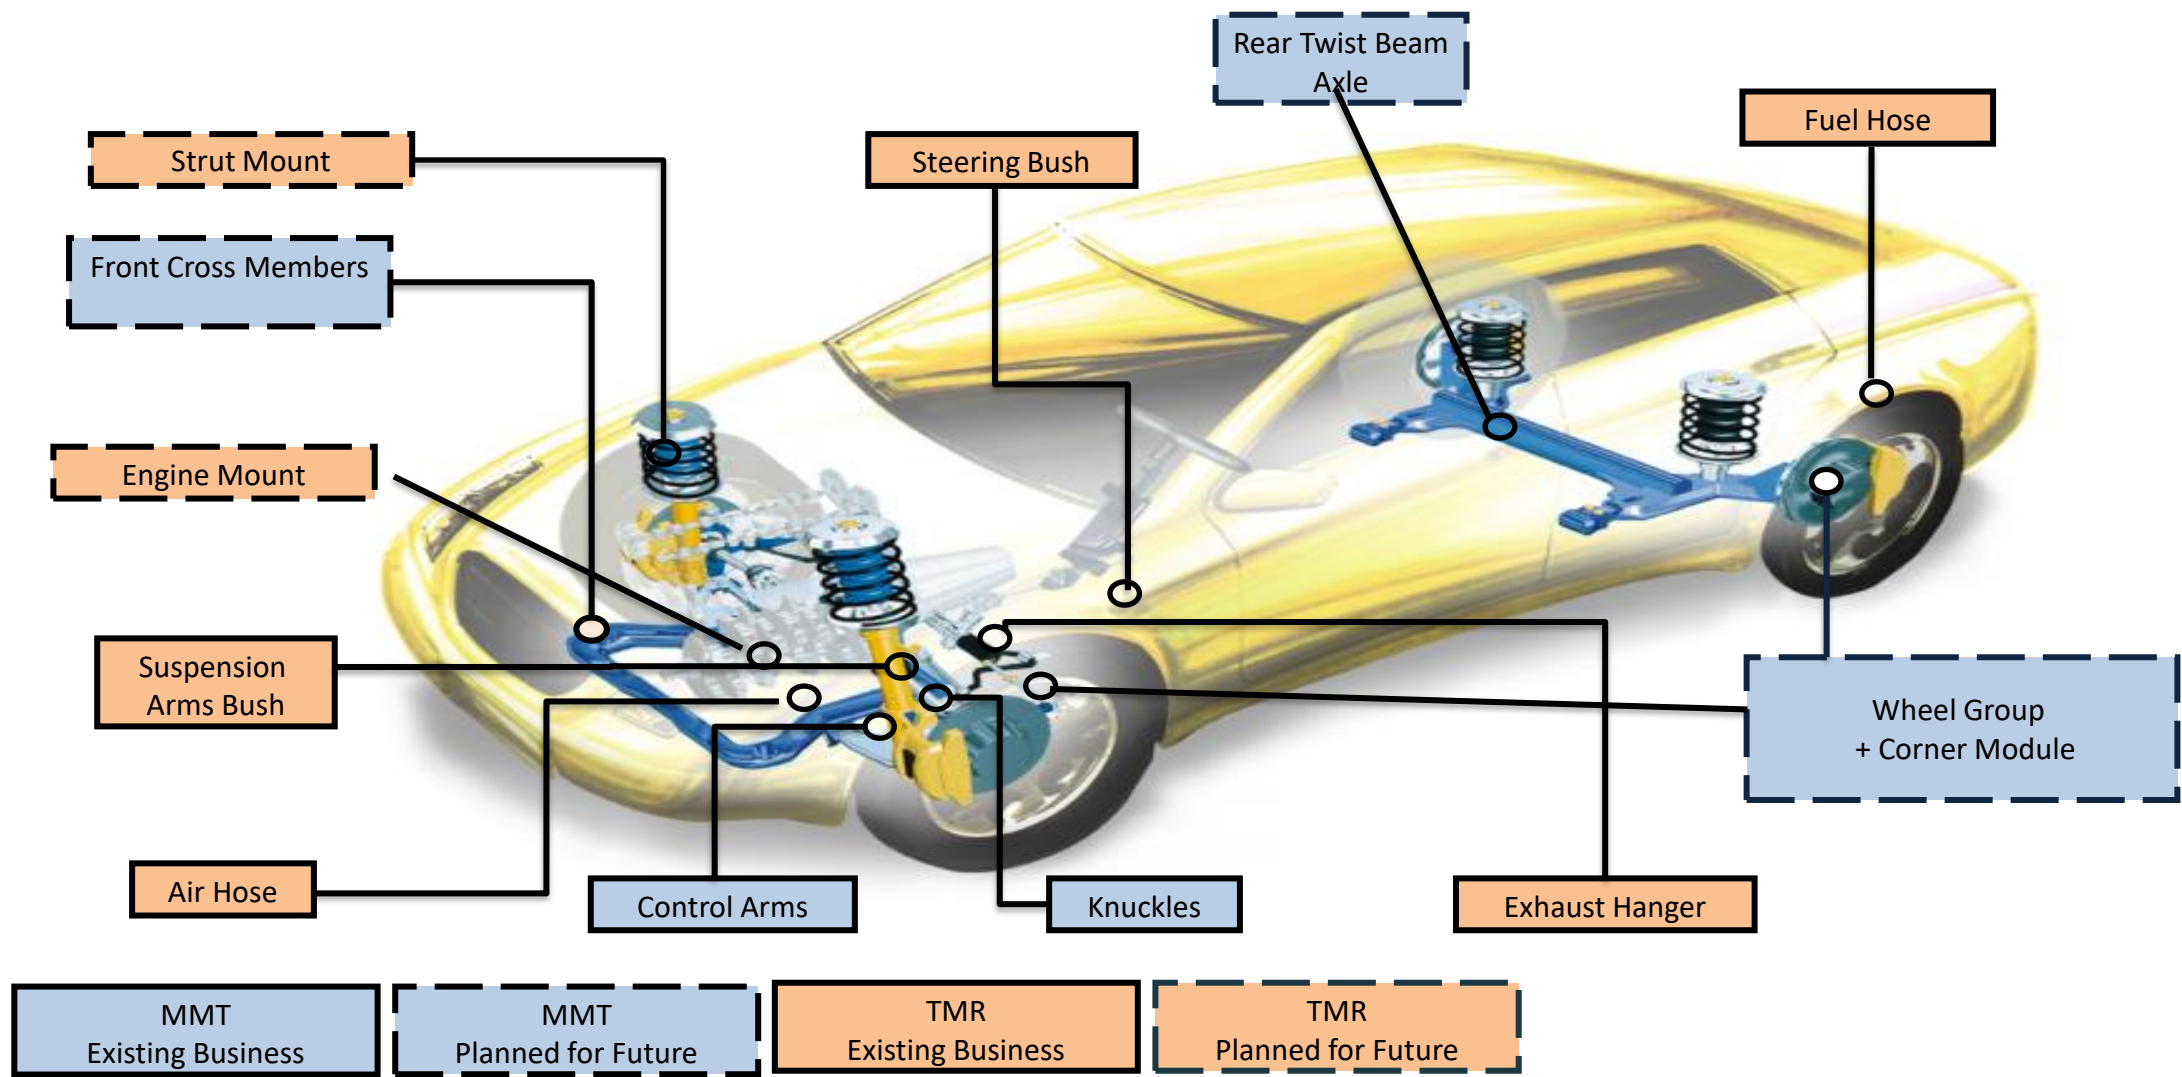 Rear Twist Beam
Axle
Fuel Hose
Strut Mount
Steering Bush
Front Cross Members
Engine Mount
Suspension
Arms Bush
Wheel Group
+ Corner Module
Air Hose
Control Arms
Knuckles
Exhaust Hanger
MMT
Existing Business
MMT
Planned for Future
TMR
Existing Business
TMR
Planned for Future